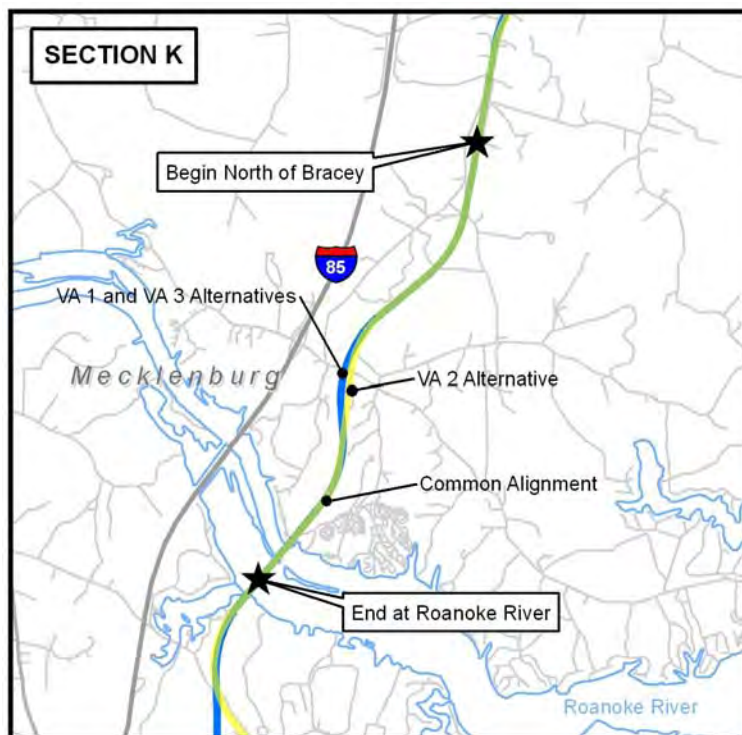 SECTION K
Begin North of Bracey
85
VA 1 and VA 3 Alternatives
Mecklenburg
VA 2 Alternative
Common Alignment
End at Roanoke River
Roanoke River